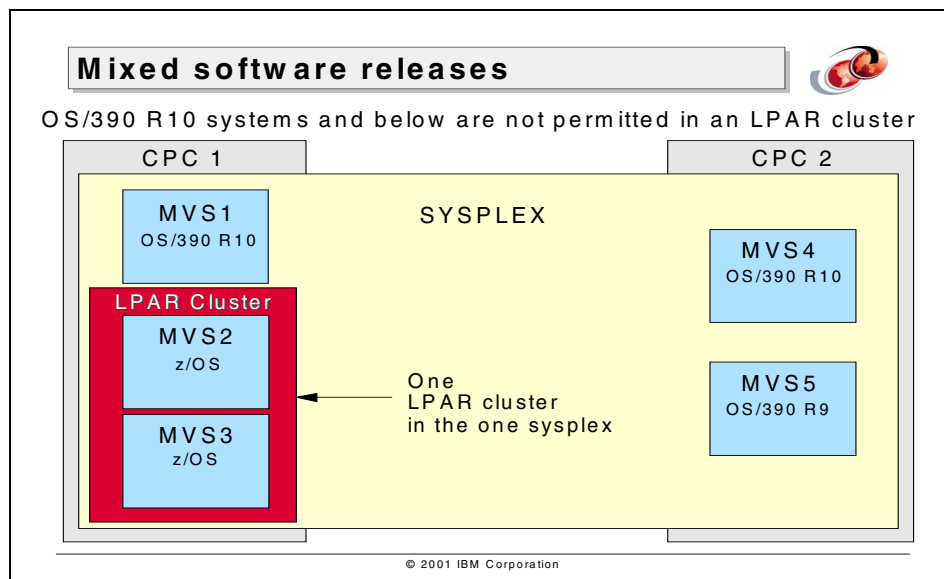 Mixed software releases
OS/390 R10 systems and below are not permitted in an LPAR cluster
CPC 1
CPC 2
SYSPLEX
MVS1
OS/390 R10
LPAR Cluster
MVS2
z/OS
MVS3
z/OS
One
LPAR cluster
in the one sysplex
MVS4
OS/390 R10
MVS5
OS/390 R9
© 2001 IBM Corporation